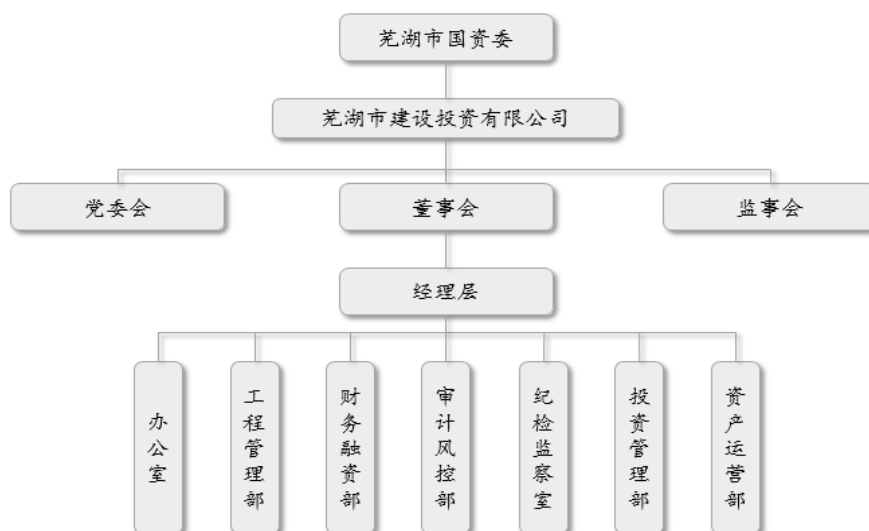 芜湖市国资委
芜湖市建设投资有限公司
党委会
董事会
监事会
经理层
办公室
工程管理部
财务融资部
审计风控部
纪检监察室
投资管理部
资产运营部